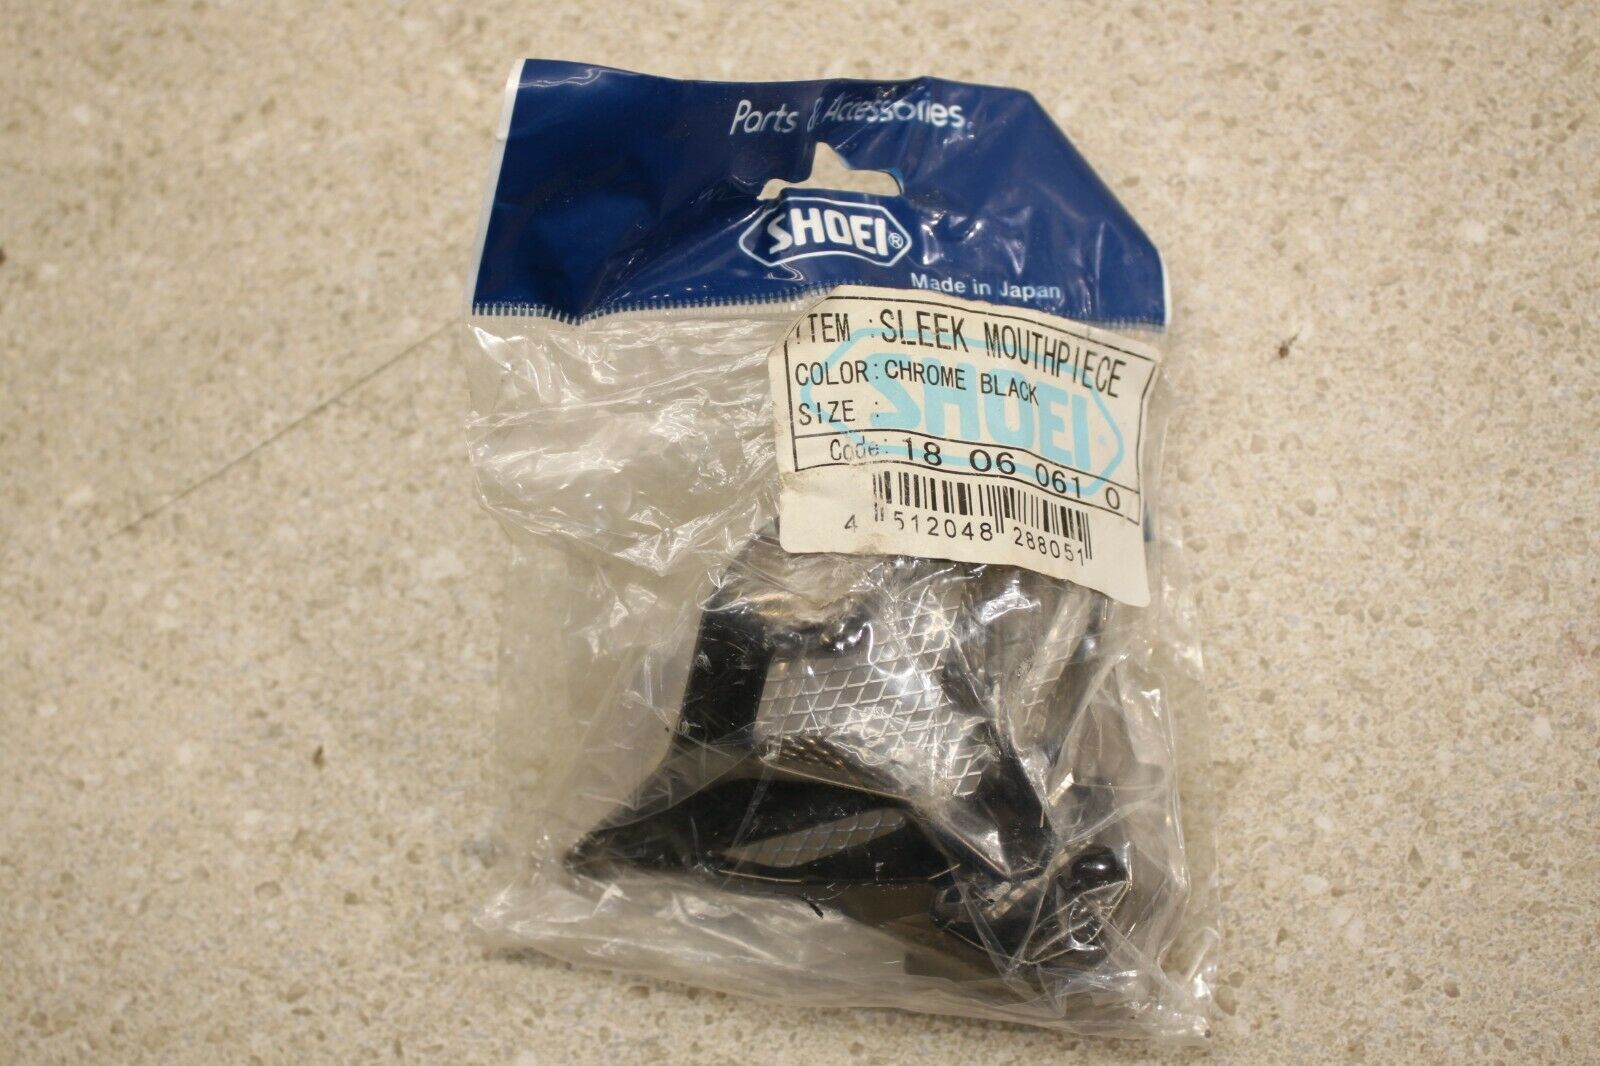 Parts & Accessories
SHOEI®
Made in Japan
ITEM : SLEEK MOUTHPIECE
COLOR: CHROME BLACK
SIZE :
SHOEI
Code: 18 06 061 0
4 512048 288051